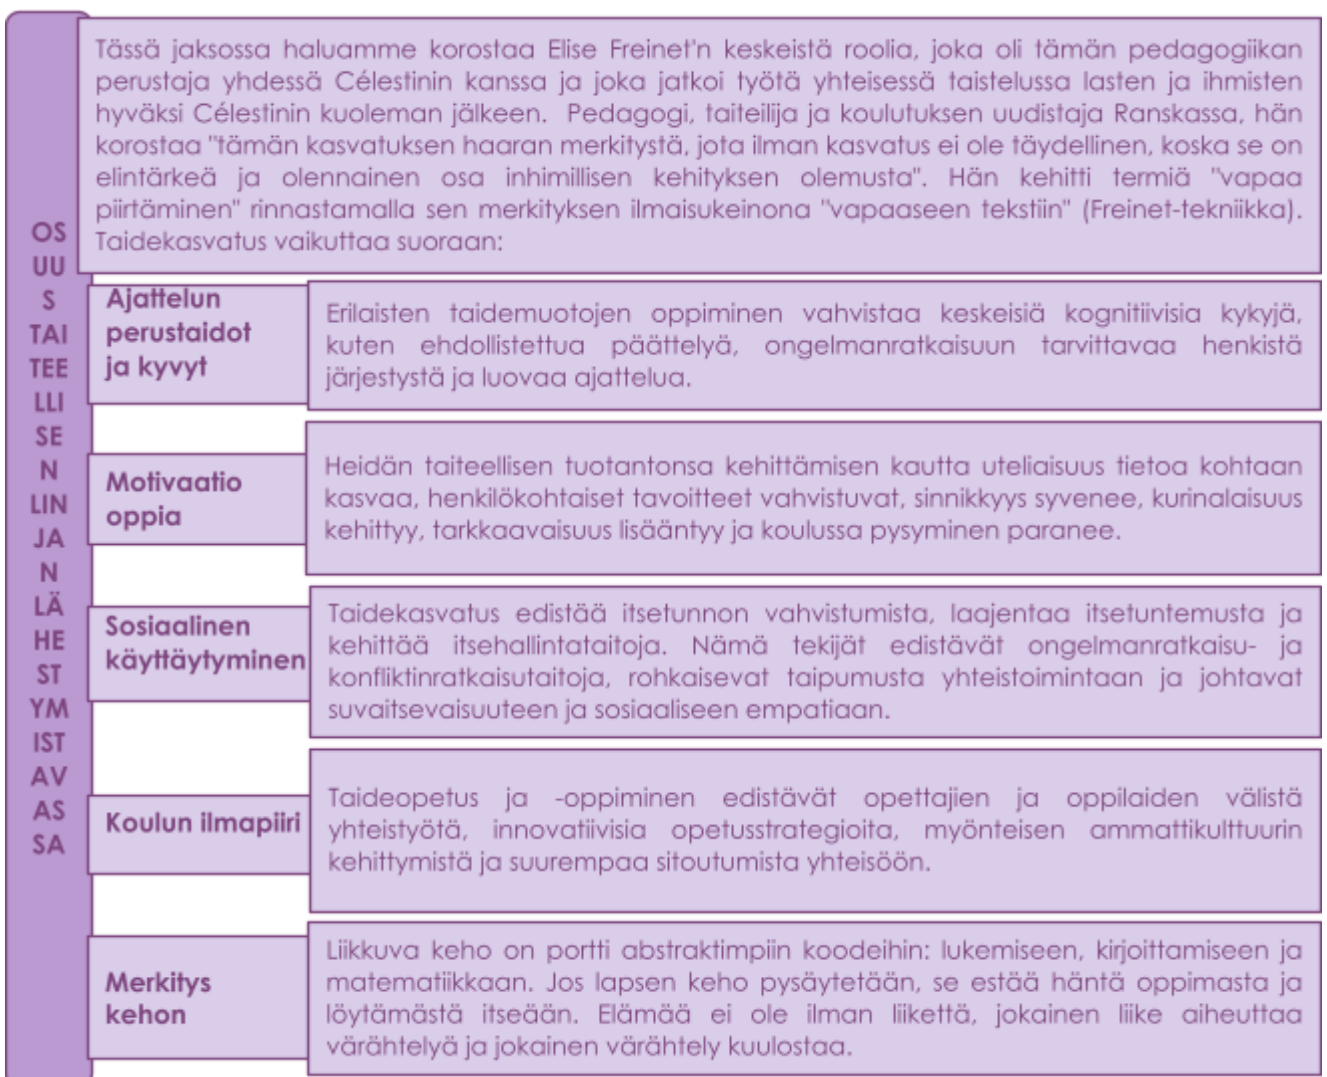 OS
UU
S
TAI
TEE
LLI
SE
N
LIN
JA
N
LÄ
HE
ST
YM
IST
AV
AS
SA
Tässä jaksossa haluamme korostaa Elise Freinet'n keskeistä roolia, joka oli tämän pedagogiikan
perustaja yhdessä Célestinin kanssa ja joka jatkoi työtä yhteisessä taistelussa lasten ja ihmisten
hyväksi Célestinin kuoleman jälkeen. Pedagogi, taiteilija ja koulutuksen uudistaja Ranskassa, hän
korostaa "tämän kasvatuksen haaran merkitystä, jota ilman kasvatus ei ole täydellinen, koska se on
elintärkeä ja olennainen osa inhimillisen kehityksen olemusta". Hän kehitti termiä "vapaa
piirtäminen" rinnastamalla sen merkityksen ilmaisukeinona "vapaaseen tekstiin" (Freinet-tekniikka).
Taidekasvatus vaikuttaa suoraan:
Ajattelun
perustaidot
ja kyvyt
Erilaisten taidemuotojen oppiminen vahvistaa keskeisiä kognitiivisia kykyjä,
kuten ehdollistettua päättelyä, ongelmanratkaisuun tarvittavaa henkistä
järjestystä ja luovaa ajattelua.
Motivaatio
oppia
Heidän taiteellisen tuotantonsa kehittämisen kautta uteliaisuus tietoa kohtaan
kasvaa, henkilökohtaiset tavoitteet vahvistuvat, sinnikkyys syvenee, kurinalaisuus
kehittyy, tarkkaavaisuus lisääntyy ja koulussa pysyminen paranee.
Sosiaalinen
käyttäytyminen
Taidekasvatus edistää itsetunnon vahvistumista, laajentaa itsetuntemusta ja
kehittää itsehallintataitoja. Nämä tekijät edistävät ongelmanratkaisu- ja
konfliktinratkaisutaitoja, rohkaisevat taipumusta yhteistoimintaan ja johtavat
suvaitsevaisuuteen ja sosiaaliseen empatiaan.
Koulun ilmapiiri
Taideopetus ja -oppiminen edistävät opettajien ja oppilaiden välistä
yhteistyötä, innovatiivisia opetusstrategioita, myönteisen ammattikulttuurin
kehittymistä ja suurempaa sitoutumista yhteisöön.
Merkitys
kehon
Liikkuva keho on portti abstraktimpiin koodeihin: lukemiseen, kirjoittamiseen ja
matematiikkaan. Jos lapsen keho pysäytetään, se estää häntä oppimasta ja
löytämästä itseään. Elämää ei ole ilman liikettä, jokainen liike aiheuttaa
värähtelyä ja jokainen värähtely kuulostaa.